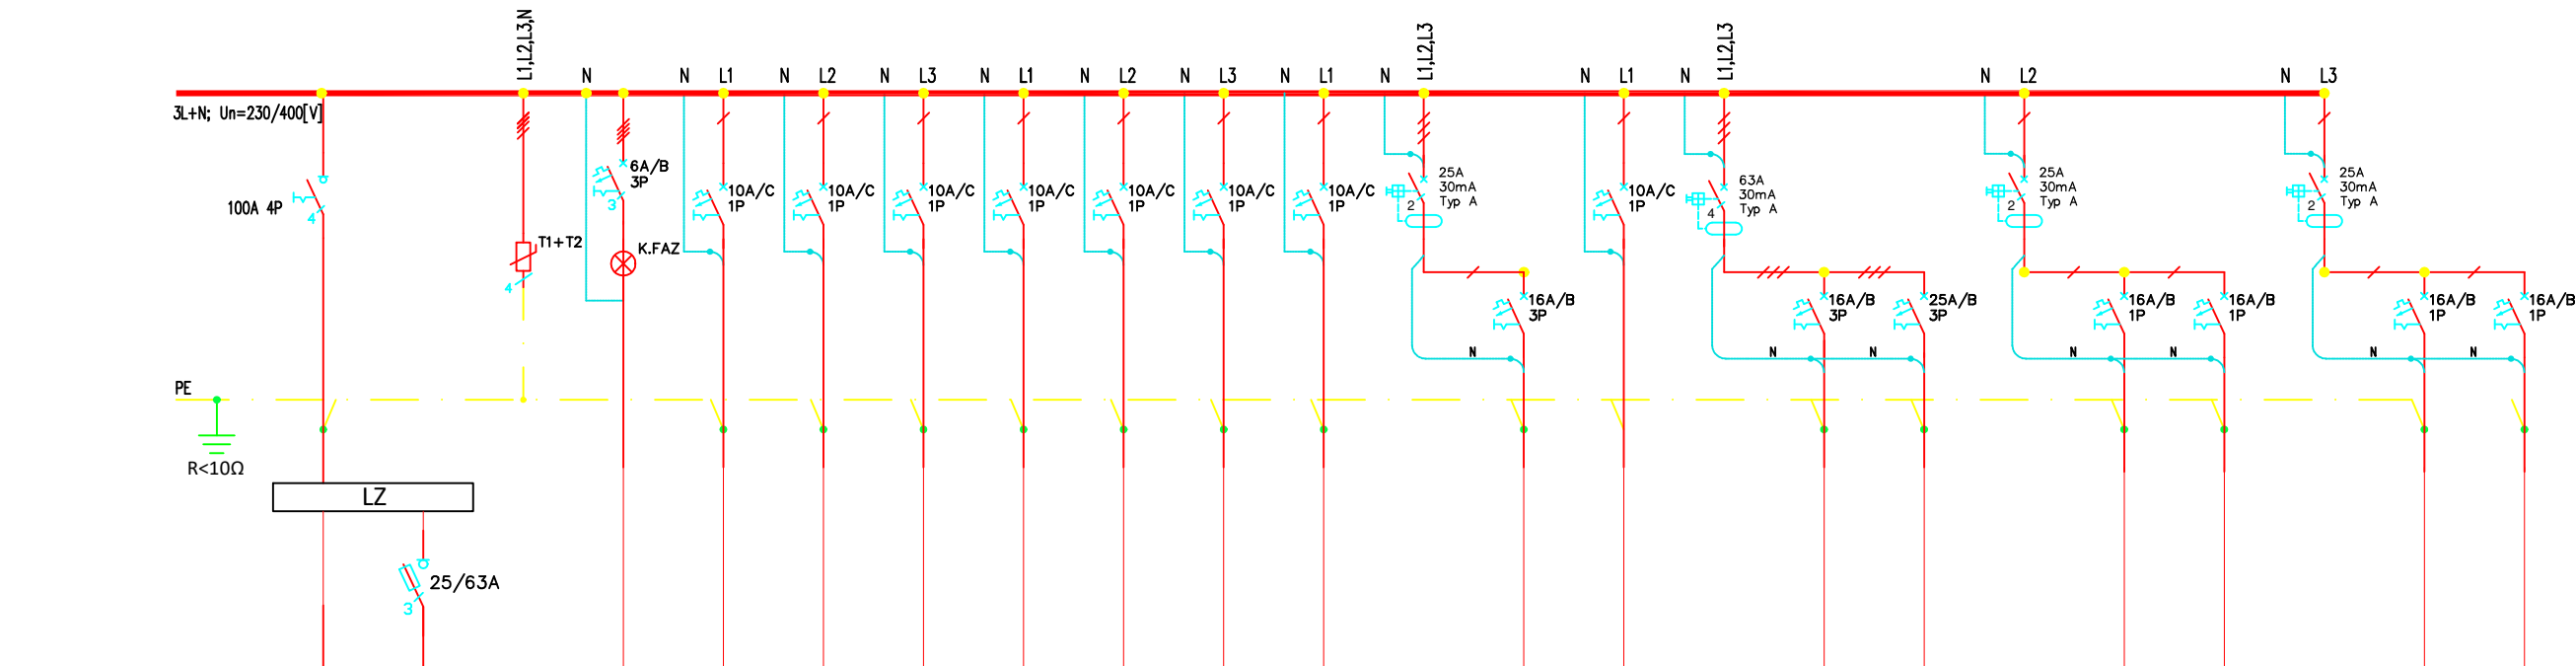 L1,L2,L3,N
L1,L2,L3
L1,L2,L3
N
N L1
N L2
N L3
N L1
N L2
N L3
N L1
N
N L1
N
N L2
N L3
3L+N; Un=230/400[V]
100A 4P
4
T1+T2
4
6A/B
3P
3
K.FAZ
10A/C
1P
10A/C
1P
10A/C
1P
10A/C
1P
10A/C
1P
10A/C
1P
10A/C
1P
25A
30mA
Typ A
2
10A/C
1P
63A
30mA
Typ A
4
25A
30mA
Typ A
2
25A
30mA
Typ A
2
16A/B
3P
16A/B
3P
25A/B
3P
16A/B
1P
16A/B
1P
16A/B
1P
16A/B
1P
N
N
N
N
N
N
N
PE
R<10Ω
LZ
25/63A
3